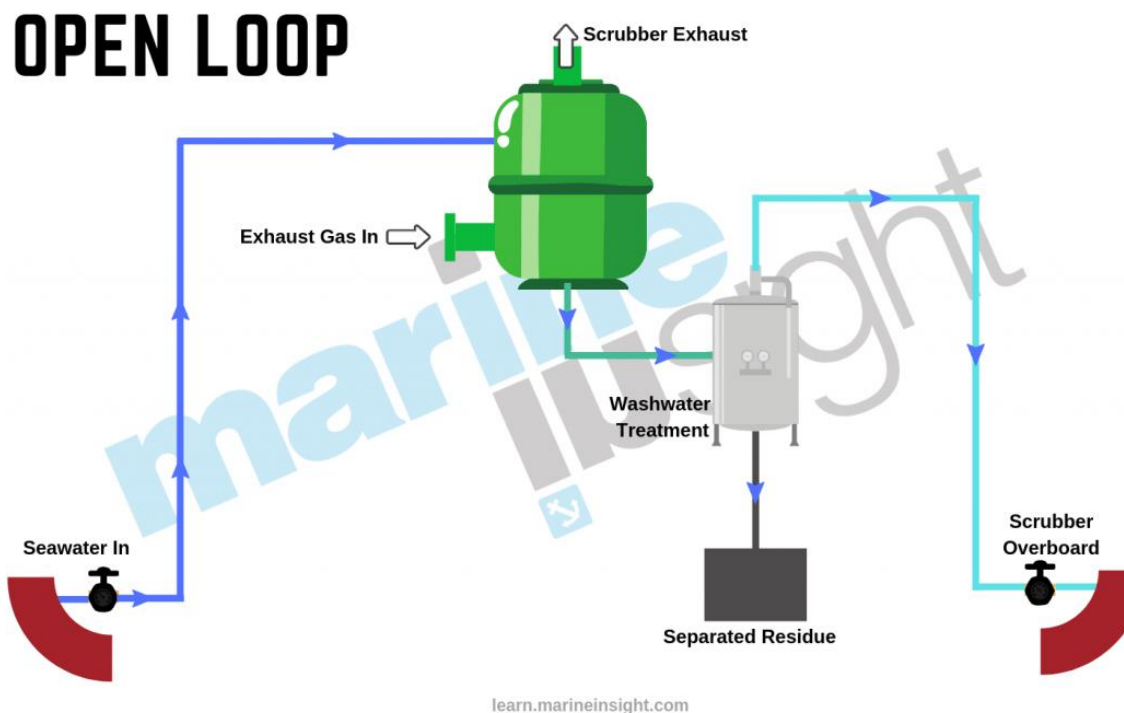 OPEN LOOP
Scrubber Exhaust
Exhaust Gas In
Washwater
Treatment
Seawater In
Scrubber
Overboard
Separated Residue
marine
insight
learn.marineinsight.com